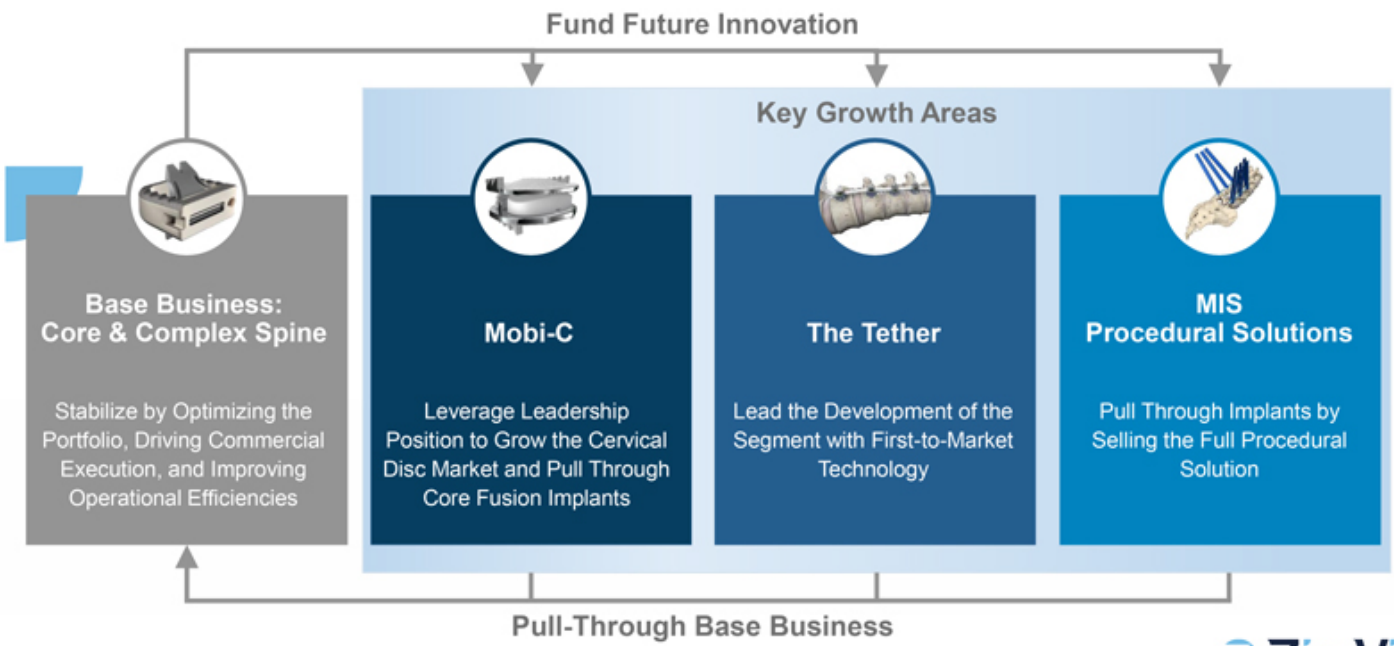 Fund Future Innovation
Key Growth Areas
Base Business:
Core & Complex Spine
Stabilize by Optimizing the
Portfolio, Driving Commercial
Execution, and Improving
Operational Efficiencies
Mobi-C
Leverage Leadership
Position to Grow the Cervical
Disc Market and Pull Through
Core Fusion Implants
The Tether
Lead the Development of the
Segment with First-to-Market
Technology
MIS
Procedural Solutions
Pull Through Implants by
Selling the Full Procedural
Solution
Pull-Through Base Business